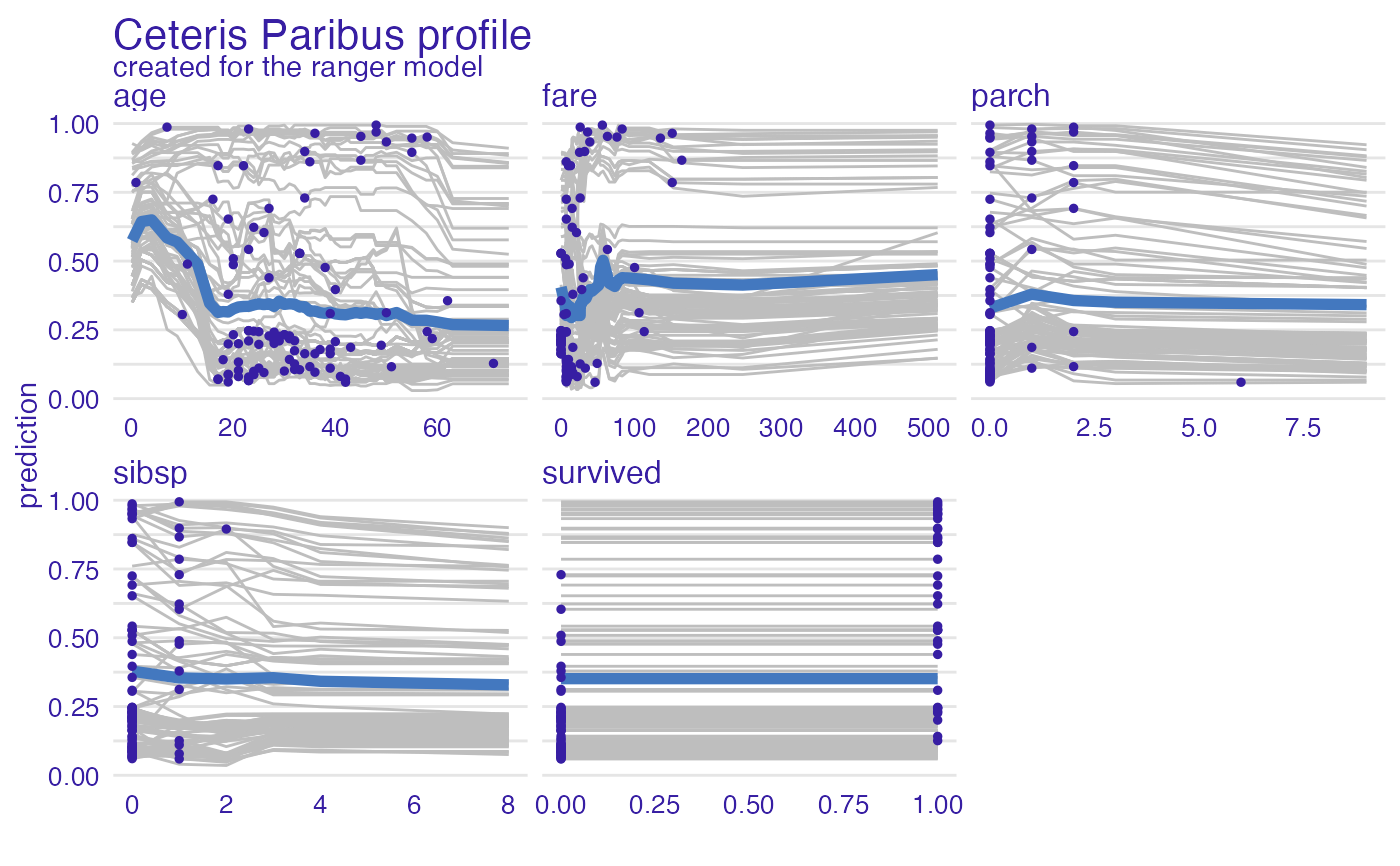 Ceteris Paribus profile
created for the ranger model
age
fare
parch
1.00
0.75
0.50
0.25
0.00
0 20 40 60
0 100 200 300 400 500
0.0 2.5 5.0 7.5
prediction
sibsp
survived
1.00
0.75
0.50
0.25
0.00
0 2 4 6 8
0.00 0.25 0.50 0.75 1.00